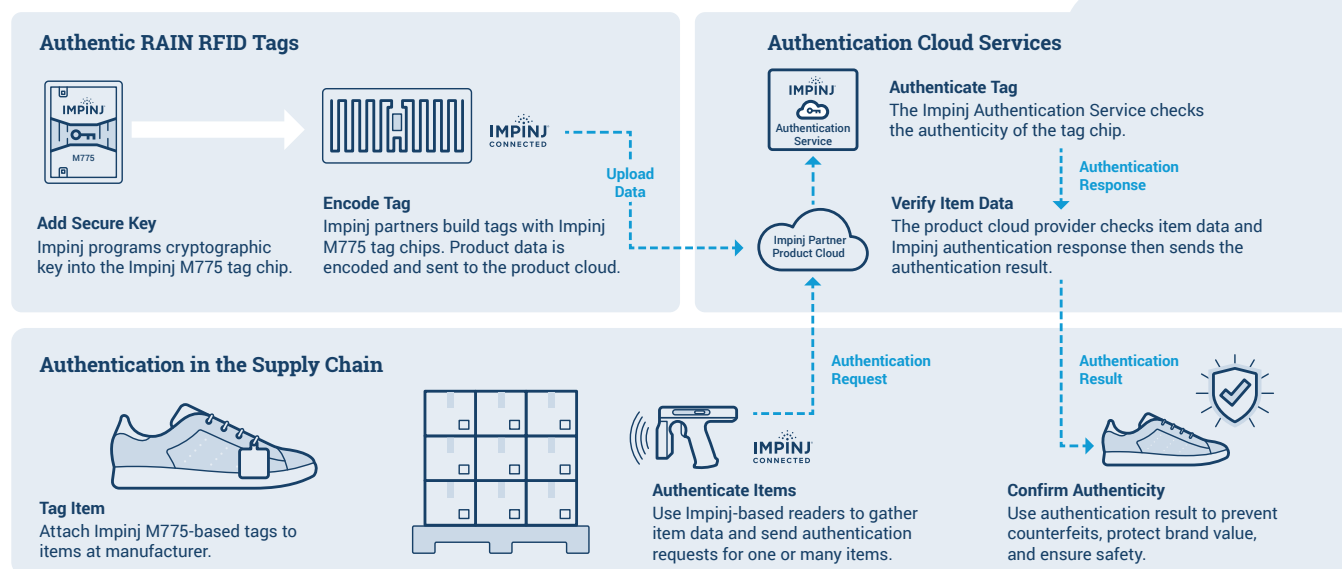 Authentic RAIN RFID Tags
IMPINJ
M775
Add Secure Key
Impinj programs cryptographic
key into the Impinj M775 tag chip.
IMPINJ
CONNECTED
Encode Tag
Impinj partners build tags with Impinj
M775 tag chips. Product data is
encoded and sent to the product cloud.
Upload
Data
Authentication Cloud Services
IMPINJ
Authentication
Service
Authenticate Tag
The Impinj Authentication Service checks
the authenticity of the tag chip.
Authentication
Response
Impinj Partner
Product Cloud
Verify Item Data
The product cloud provider checks item data and
Impinj authentication response then sends the
authentication result.
Authentication in the Supply Chain
Tag Item
Attach Impinj M775-based tags to
items at manufacturer.
Authentication
Request
IMPINJ
CONNECTED
Authenticate Items
Use Impinj-based readers to gather
item data and send authentication
requests for one or many items.
Authentication
Result
Confirm Authenticity
Use authentication result to prevent
counterfeits, protect brand value,
and ensure safety.